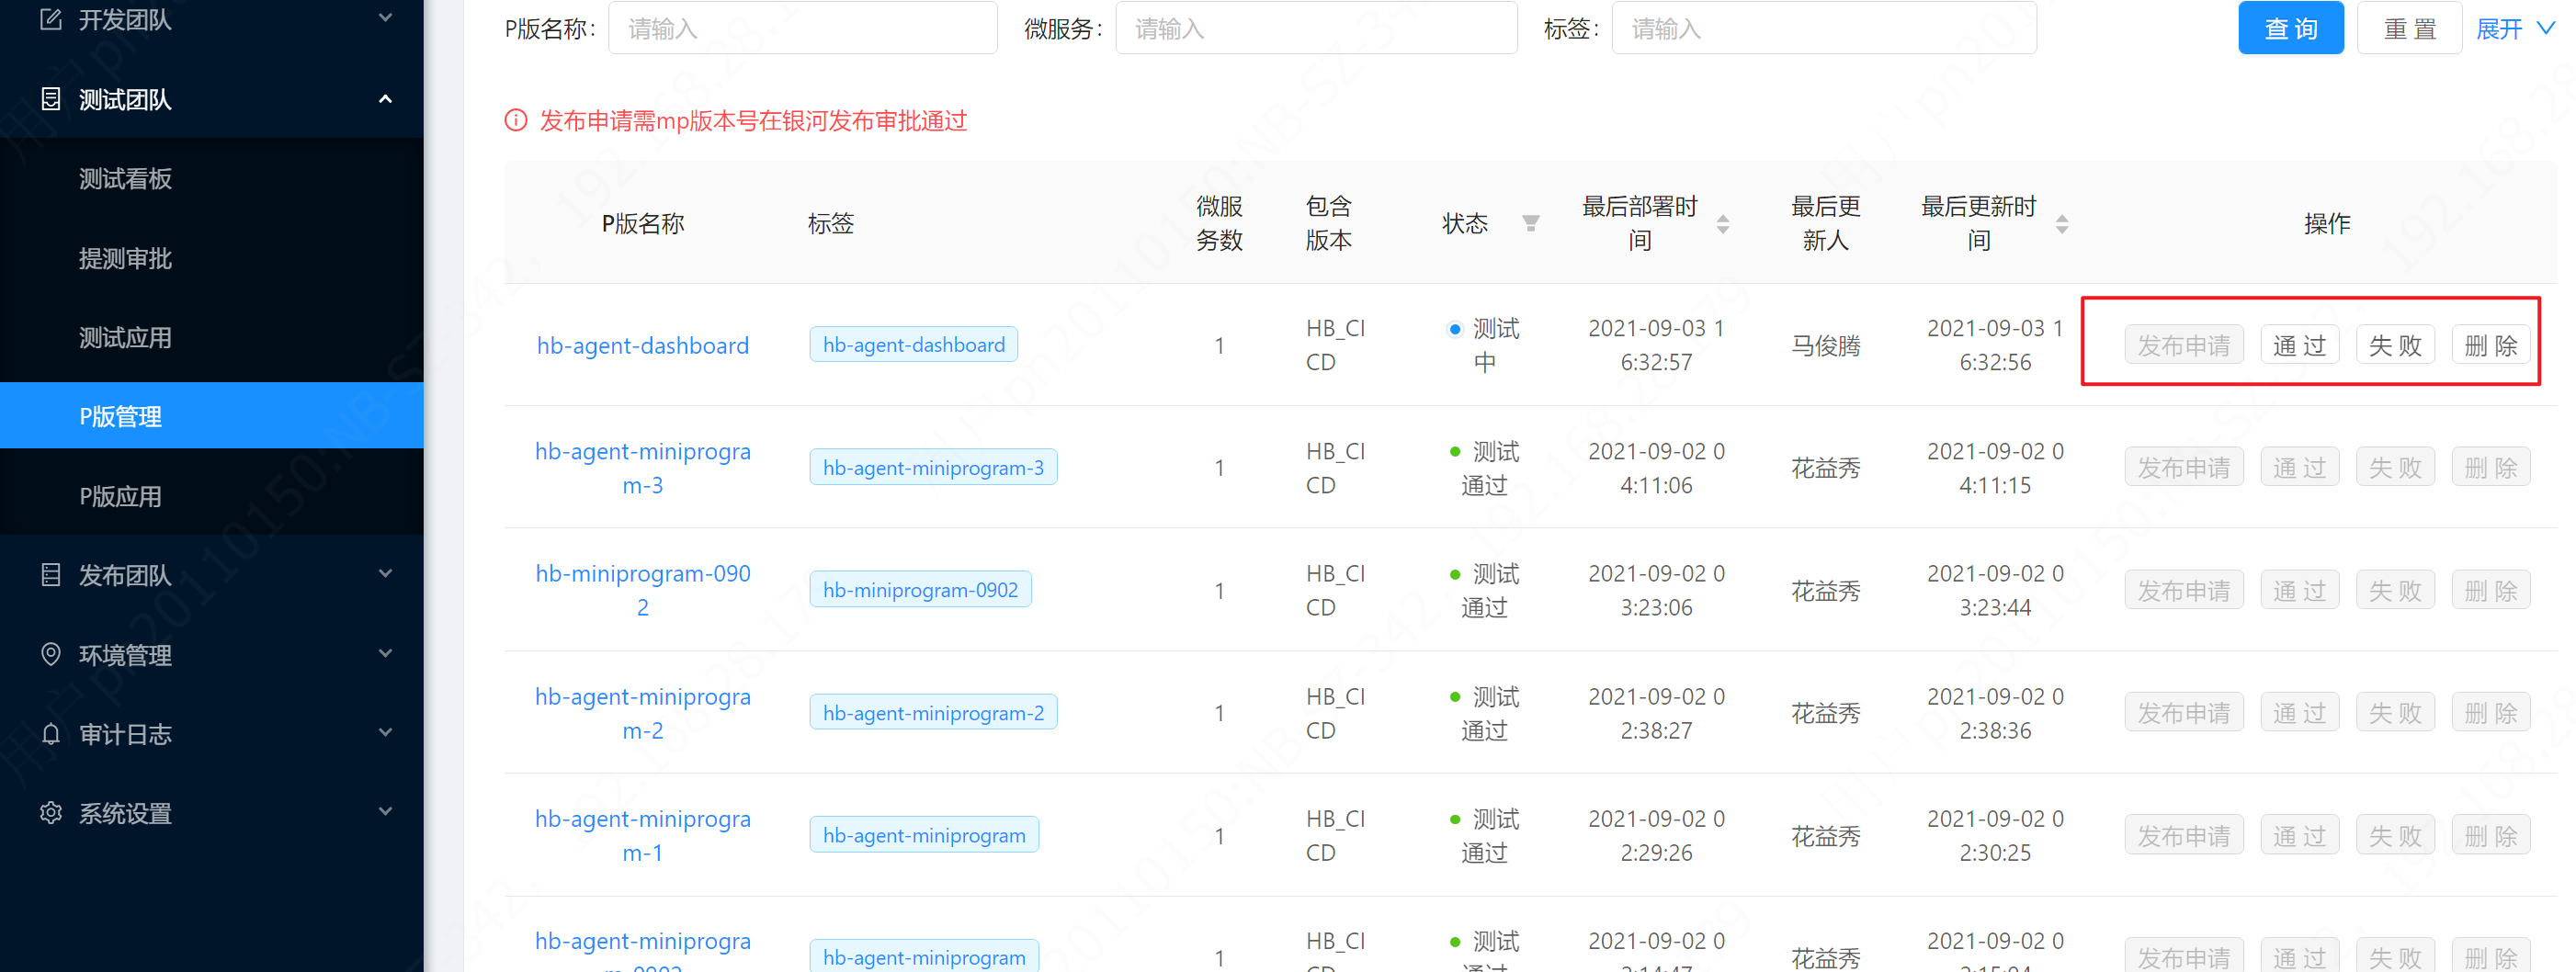 开发团队
测试团队
测试看板
提测审批
测试应用
P版管理
P版应用
发布团队
环境管理
审计日志
系统设置
P版名称: 请输入 微服务: 请输入 标签: 请输入 查询 重置 展开
发布申请需mp版本号在银河发布审批通过
P版名称 标签 微服务数 包含版本 状态 最后部署时间 最后更新人 最后更新时间 操作
hb-agent-dashboard hb-agent-dashboard 1 HB_CICD 测试中 2021-09-03 16:32:57 马俊腾 2021-09-03 16:32:56 发布申请 通过 失败 删除
hb-agent-miniprogram-3 hb-agent-miniprogram-3 1 HB_CICD 测试通过 2021-09-02 04:11:06 花益秀 2021-09-02 04:11:15 发布申请 通过 失败 删除
hb-miniprogram-0902 hb-miniprogram-0902 1 HB_CICD 测试通过 2021-09-02 03:23:06 花益秀 2021-09-02 03:23:44 发布申请 通过 失败 删除
hb-agent-miniprogram-2 hb-agent-miniprogram-2 1 HB_CICD 测试通过 2021-09-02 02:38:27 花益秀 2021-09-02 02:38:36 发布申请 通过 失败 删除
hb-agent-miniprogram-1 hb-agent-miniprogram 1 HB_CICD 测试通过 2021-09-02 02:29:26 花益秀 2021-09-02 02:30:25 发布申请 通过 失败 删除
hb-agent-miniprogra hb-agent-miniprogram 1 HB_CI 测试 2021-09-02 0 花益秀 2021-09-02 0 发布申请 通过 失败 删除